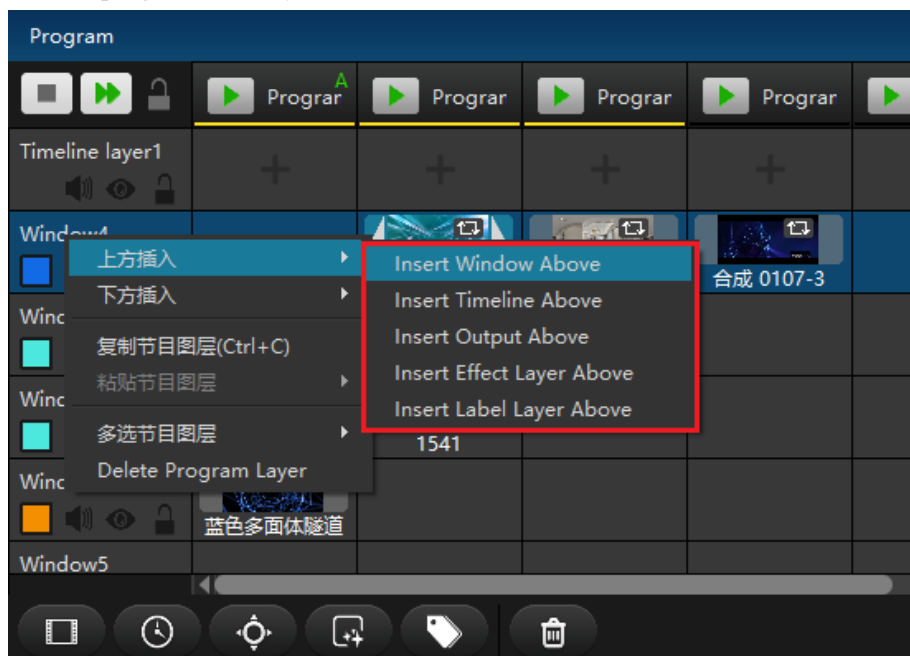 Program
A
Prograr
Prograr
Prograr
Prograr
Timeline layer1
Window4
上方插入
Insert Window Above
合成 0107-3
下方插入
Insert Timeline Above
Winc
复制节目图层(Ctrl+C)
Insert Output Above
粘贴节目图层
Insert Effect Layer Above
Winc
多选节目图层
Insert Label Layer Above
1541
Delete Program Layer
Winc
蓝色多面体隧道
Window5